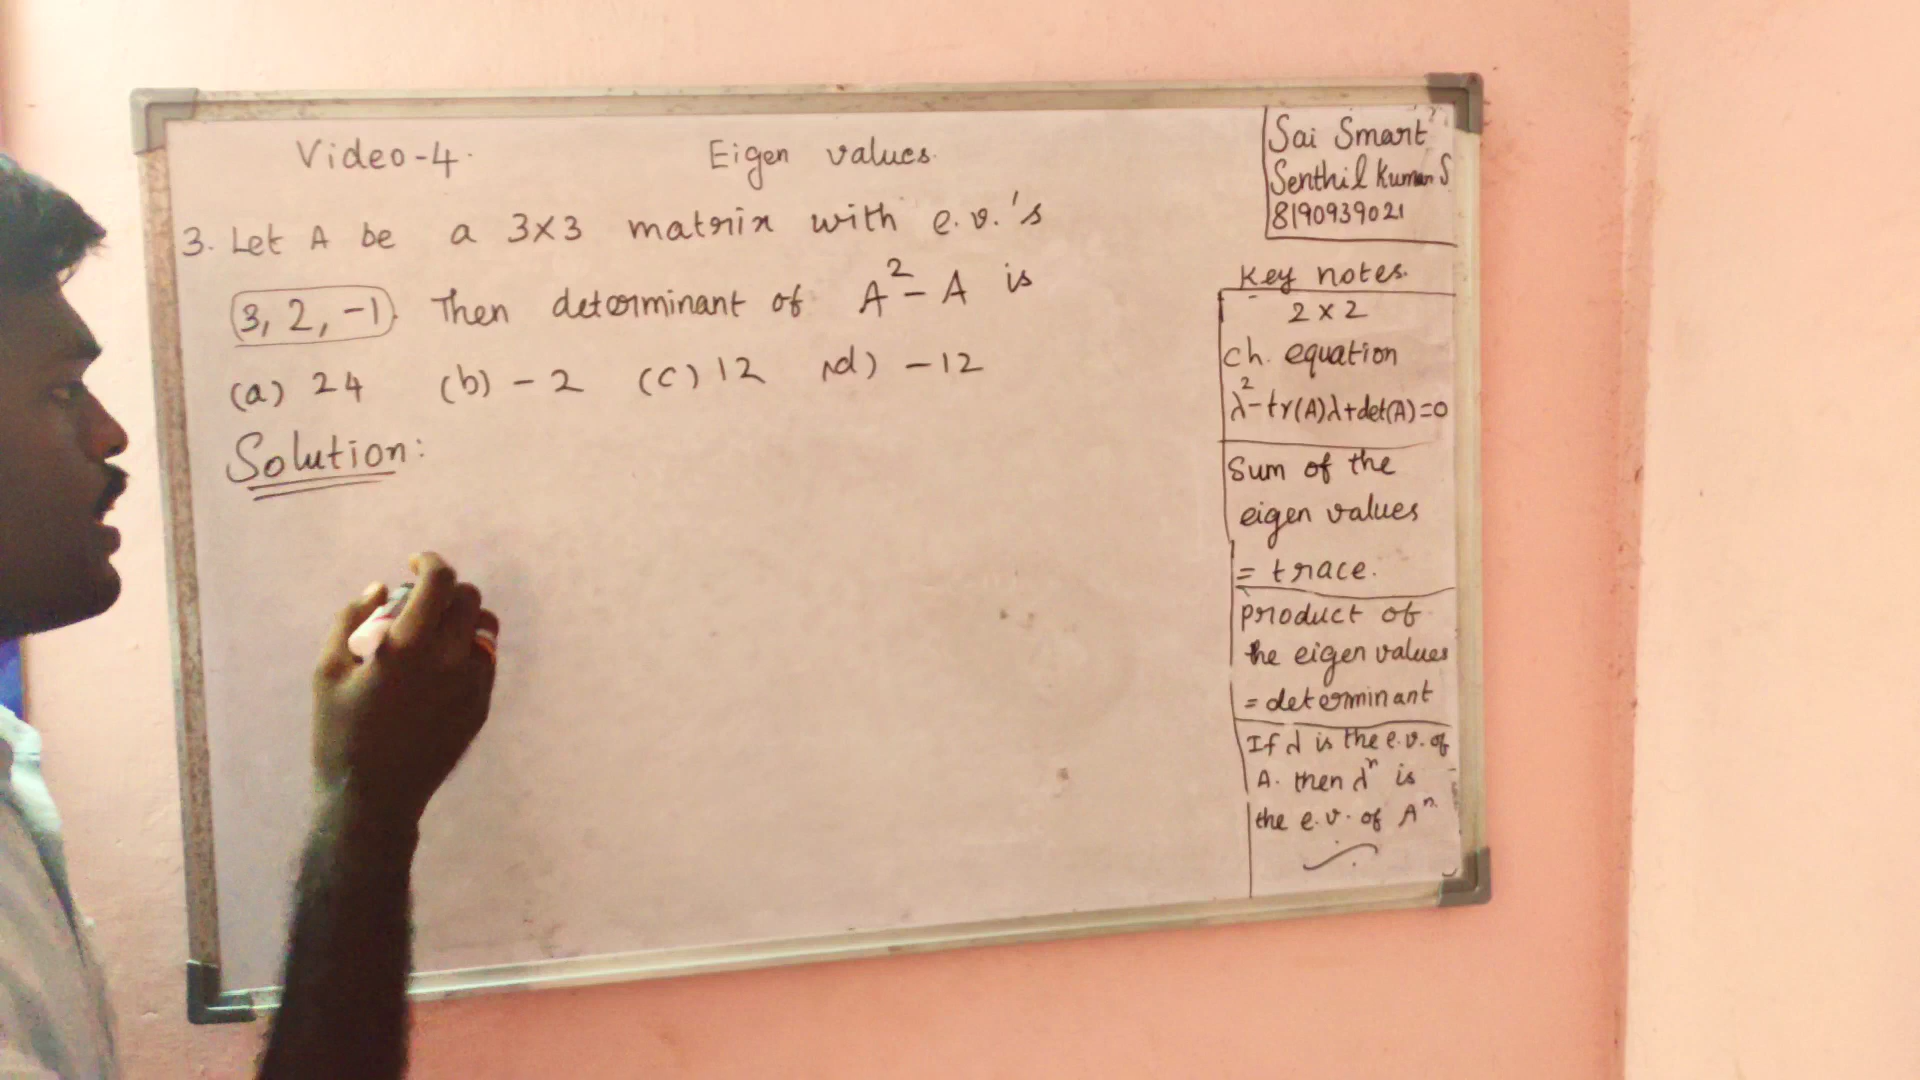 Video-4.
Eigen values.
3. Let A be a 3x3 matrix with e.v.'s
3, 2, -1. Then determinant of A² - A is
(a) 24 (b) - 2 (c) 12 (d) -12
Solution:
Sai Smart
Senthil Kumar S
8190939021
Key notes.
2 x 2
ch. equation
λ² - tr(A)λ + det(A) = 0
Sum of the
eigen values
= trace.
product of
the eigen values
= determinant
If λ is the e.v. of
A. then λⁿ is
the e.v. of Aⁿ.